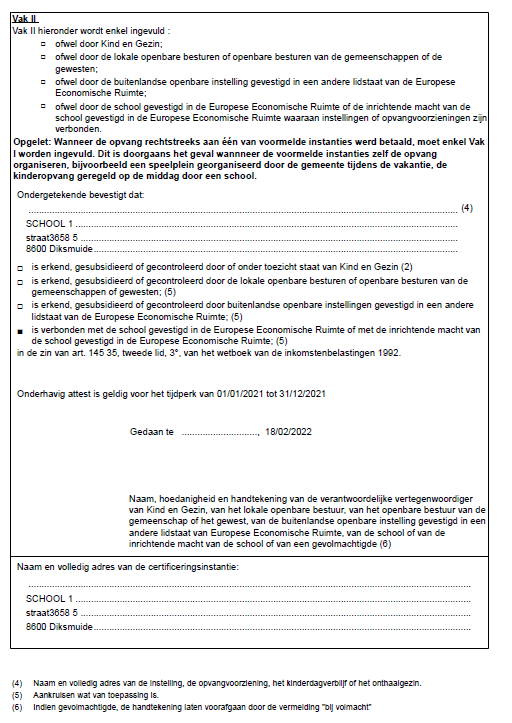 Vak II
Vak II hieronder wordt enkel ingevuld :
ofwel door Kind en Gezin;
ofwel door de lokale openbare besturen of openbare besturen van de gemeenschappen of de
gewesten;
ofwel door de buitenlandse openbare instelling gevestigd in een andere lidstaat van de Europese
Economische Ruimte;
ofwel door de school gevestigd in de Europese Economische Ruimte of de inrichtende macht van de
school gevestigd in de Europese Economische Ruimte waaraan instellingen of opvangvoorzieningen zijn
verbonden.
Opgelet: Wanneer de opvang rechtstreeks aan één van voormelde instanties werd betaald, moet enkel Vak
I worden ingevuld. Dit is doorgaans het geval wannneer de voormelde instanties zelf de opvang
organiseren, bijvoorbeeld een speelplein georganiseerd door de gemeente tijdens de vakantie, de
kinderopvang geregeld op de middag door een school.
Ondergetekende bevestigt dat:
(4)
SCHOOL 1
straat3658 5
8600 Diksmuide
is erkend, gesubsidieerd of gecontroleerd door of onder toezicht staat van Kind en Gezin (2)
is erkend, gesubsidieerd of gecontroleerd door de lokale openbare besturen of openbare besturen van de
gemeenschappen of gewesten; (5)
is erkend, gesubsidieerd of gecontroleerd door buitenlandse openbare instellingen gevestigd in een andere
lidstaat van de Europese Economische Ruimte; (5)
is verbonden met de school gevestigd in de Europese Economische Ruimte of met de inrichtende macht van
de school gevestigd in de Europese Economische Ruimte; (5)
in de zin van art. 145 35, tweede lid, 3°, van het wetboek van de inkomstenbelastingen 1992.
Onderhavig attest is geldig voor het tijdperk van 01/01/2021 tot 31/12/2021
Gedaan te ............................, 18/02/2022
Naam, hoedanigheid en handtekening van de verantwoordelijke vertegenwoordiger
van Kind en Gezin, van het lokale openbare bestuur, van het openbare bestuur van de
gemeenschap of het gewest, van de buitenlandse openbare instelling gevestigd in een
andere lidstaat van Europese Economische Ruimte, van de school of van de
inrichtende macht van de school of van een gevolmachtigde (6)
Naam en volledig adres van de certificeringsinstantie:
SCHOOL 1
straat3658 5
8600 Diksmuide
(4) Naam en volledig adres van de instelling, de opvangvoorziening, het kinderdagverblijf of het onthaalgezin.
(5) Aankruisen wat van toepassing is.
(6) Indien gevolmachtigde, de handtekening laten voorafgaan door de vermelding "bij volmacht"